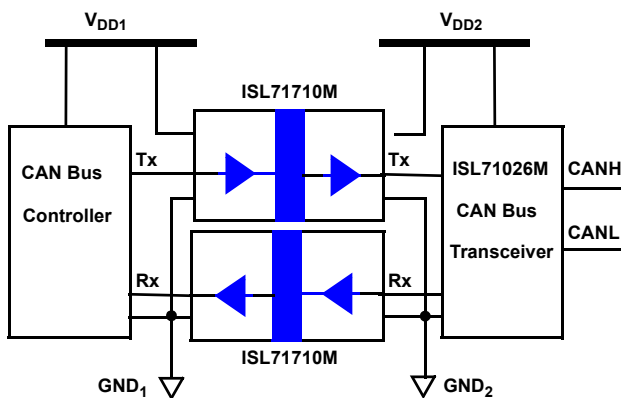 VDD1
VDD2
ISL71710M
CAN Bus
Controller
Tx
Tx
ISL71026M
CAN Bus
Transceiver
CANH
CANL
Rx
Rx
ISL71710M
GND1
GND2